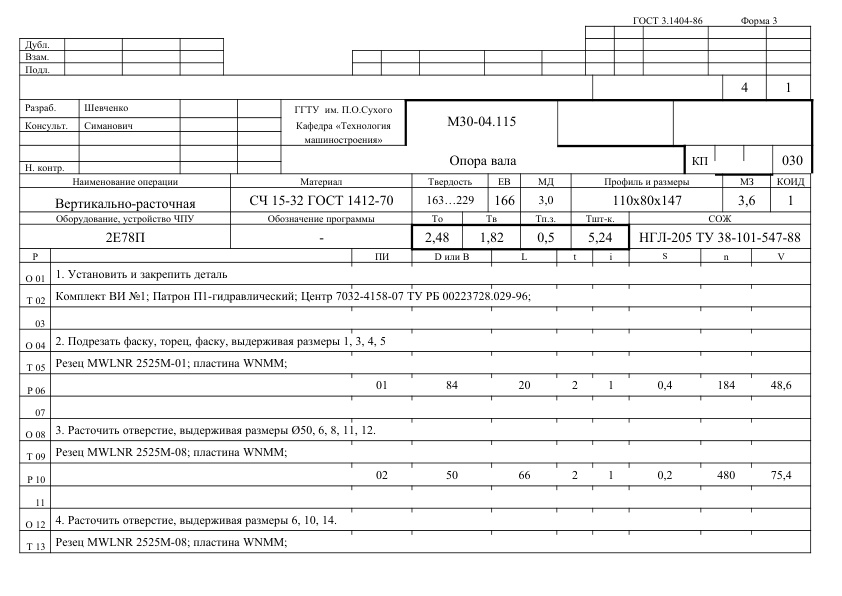 ГОСТ 3.1404-86 Форма 3
Дубл.
Взам.
Подл.
4 1
Разраб. Шевченко ГГТУ им. П.О.Сухого
Консульт. Симанович Кафедра «Технология машиностроения» М30-04.115
Н. контр. Опора вала КП 030
Наименование операции Материал Твердость ЕВ МД Профиль и размеры МЗ КОИД
Вертикально-расточная СЧ 15-32 ГОСТ 1412-70 163…229 166 3,0 110х80х147 3,6 1
Оборудование, устройство ЧПУ Обозначение программы То Тв Тп.з. Тшт-к. СОЖ
2Е78П - 2,48 1,82 0,5 5,24 НГЛ-205 ТУ 38-101-547-88
Р ПИ D или В L t i S n V
О 01 1. Установить и закрепить деталь
Т 02 Комплект ВИ №1; Патрон П1-гидравлический; Центр 7032-4158-07 ТУ РБ 00223728.029-96;
03
О 04 2. Подрезать фаску, торец, фаску, выдерживая размеры 1, 3, 4, 5
Т 05 Резец MWLNR 2525M-01; пластина WNMM;
Р 06 01 84 20 2 1 0,4 184 48,6
07
О 08 3. Расточить отверстие, выдерживая размеры Ø50, 6, 8, 11, 12.
Т 09 Резец MWLNR 2525M-08; пластина WNMM;
Р 10 02 50 66 2 1 0,2 480 75,4
11
О 12 4. Расточить отверстие, выдерживая размеры 6, 10, 14.
Т 13 Резец MWLNR 2525M-08; пластина WNMM;